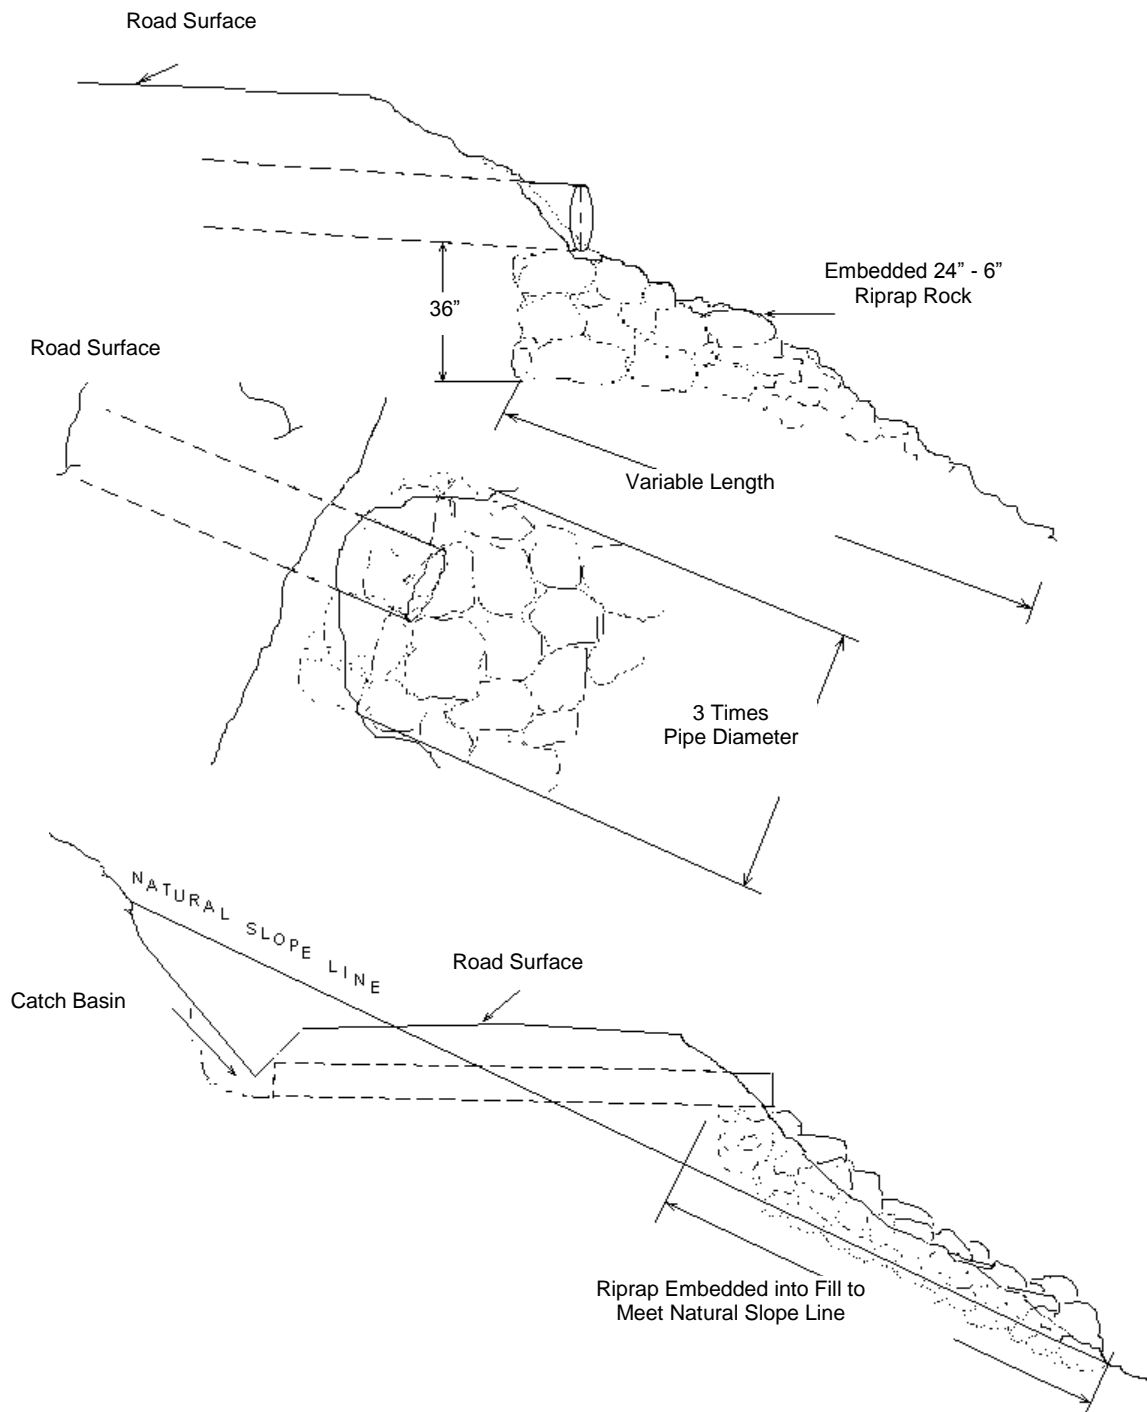 Road Surface
Embedded 24” - 6”
Riprap Rock
36”
Road Surface
Variable Length
3 Times
Pipe Diameter
NATURAL SLOPE LINE
Road Surface
Catch Basin
Riprap Embedded into Fill to
Meet Natural Slope Line